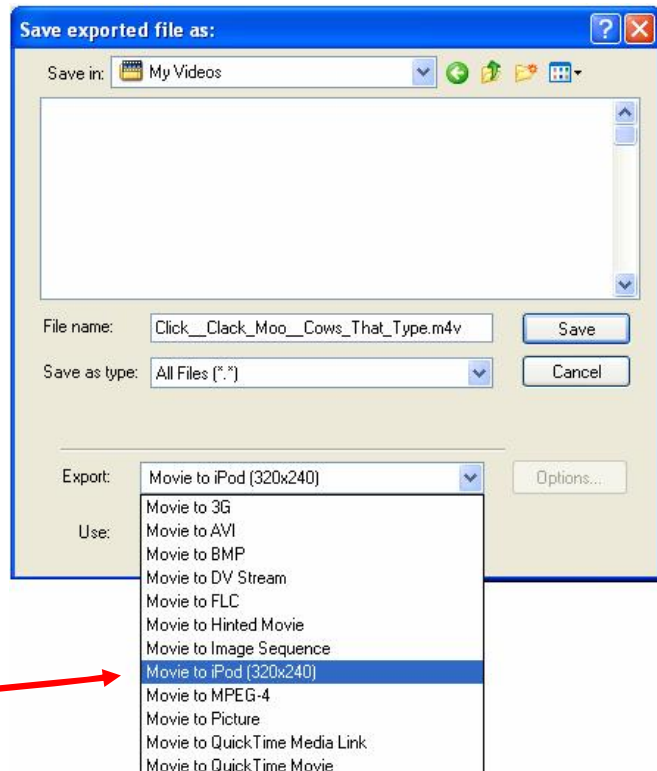 Save exported file as:
Save in: My Videos
File name: Click__Clack_Moo__Cows_That_Type.m4v Save
Save as type: All Files (*.*) Cancel
Export: Movie to iPod (320x240) Options...
Use:
Movie to 3G
Movie to AVI
Movie to BMP
Movie to DV Stream
Movie to FLC
Movie to Hinted Movie
Movie to Image Sequence
Movie to iPod (320x240)
Movie to MPEG-4
Movie to Picture
Movie to QuickTime Media Link
Movie to QuickTime Movie